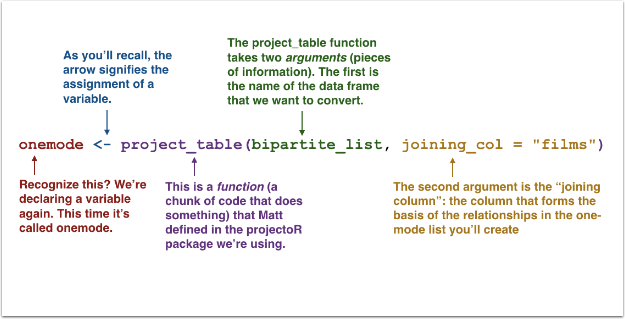 The project_table function
takes two arguments (pieces
of information). The first is
the name of the data frame
that we want to convert.
As you’ll recall, the
arrow signifies the
assignment of a
variable.
onemode <- project_table(bipartite_list, joining_col = "films")
Recognize this? We’re
declaring a variable
again. This time it’s
called onemode.
This is a function (a
chunk of code that does
something) that Matt
defined in the projectoR
package we’re using.
The second argument is the “joining
column”: the column that forms the
basis of the relationships in the one-
mode list you’ll create